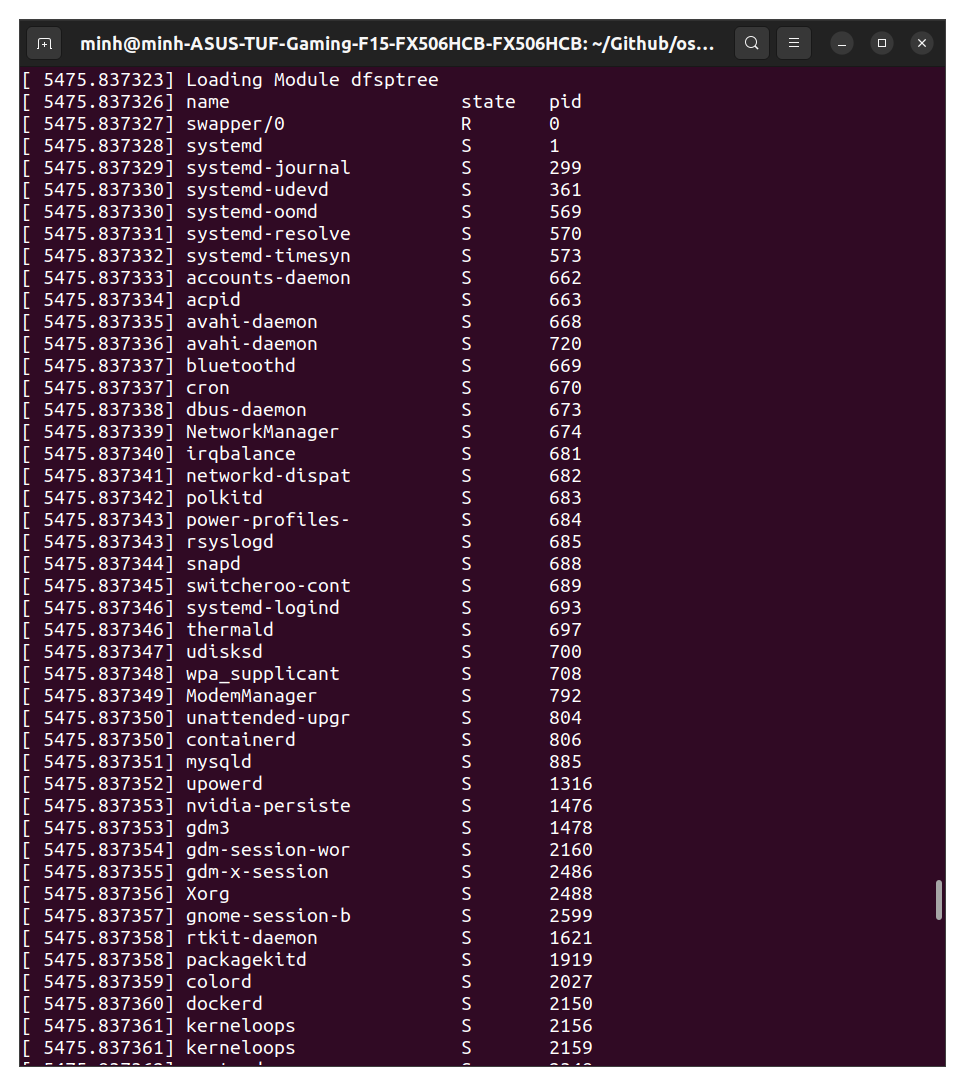 minh@minh-ASUS-TUF-Gaming-F15-FX506HCB-FX506HCB: ~/Github/os...
[ 5475.837323] Loading Module dfsptree
[ 5475.837326] name state pid
[ 5475.837327] swapper/0 R 0
[ 5475.837328] systemd S 1
[ 5475.837329] systemd-journal S 299
[ 5475.837330] systemd-udevd S 361
[ 5475.837330] systemd-oomd S 569
[ 5475.837331] systemd-resolve S 570
[ 5475.837332] systemd-timesyn S 573
[ 5475.837333] accounts-daemon S 662
[ 5475.837334] acpid S 663
[ 5475.837335] avahi-daemon S 668
[ 5475.837336] avahi-daemon S 720
[ 5475.837337] bluetoothd S 669
[ 5475.837337] cron S 670
[ 5475.837338] dbus-daemon S 673
[ 5475.837339] NetworkManager S 674
[ 5475.837340] irqbalance S 681
[ 5475.837341] networkd-dispat S 682
[ 5475.837342] polkitd S 683
[ 5475.837343] power-profiles- S 684
[ 5475.837343] rsyslogd S 685
[ 5475.837344] snapd S 688
[ 5475.837345] switcheroo-cont S 689
[ 5475.837346] systemd-logind S 693
[ 5475.837346] thermald S 697
[ 5475.837347] udisksd S 700
[ 5475.837348] wpa_supplicant S 708
[ 5475.837349] ModemManager S 792
[ 5475.837350] unattended-upgr S 804
[ 5475.837350] containerd S 806
[ 5475.837351] mysqld S 885
[ 5475.837352] upowerd S 1316
[ 5475.837353] nvidia-persiste S 1476
[ 5475.837353] gdm3 S 1478
[ 5475.837354] gdm-session-wor S 2160
[ 5475.837355] gdm-x-session S 2486
[ 5475.837356] Xorg S 2488
[ 5475.837357] gnome-session-b S 2599
[ 5475.837358] rtkit-daemon S 1621
[ 5475.837358] packagekitd S 1919
[ 5475.837359] colord S 2027
[ 5475.837360] dockerd S 2150
[ 5475.837361] kerneloops S 2156
[ 5475.837361] kerneloops S 2159